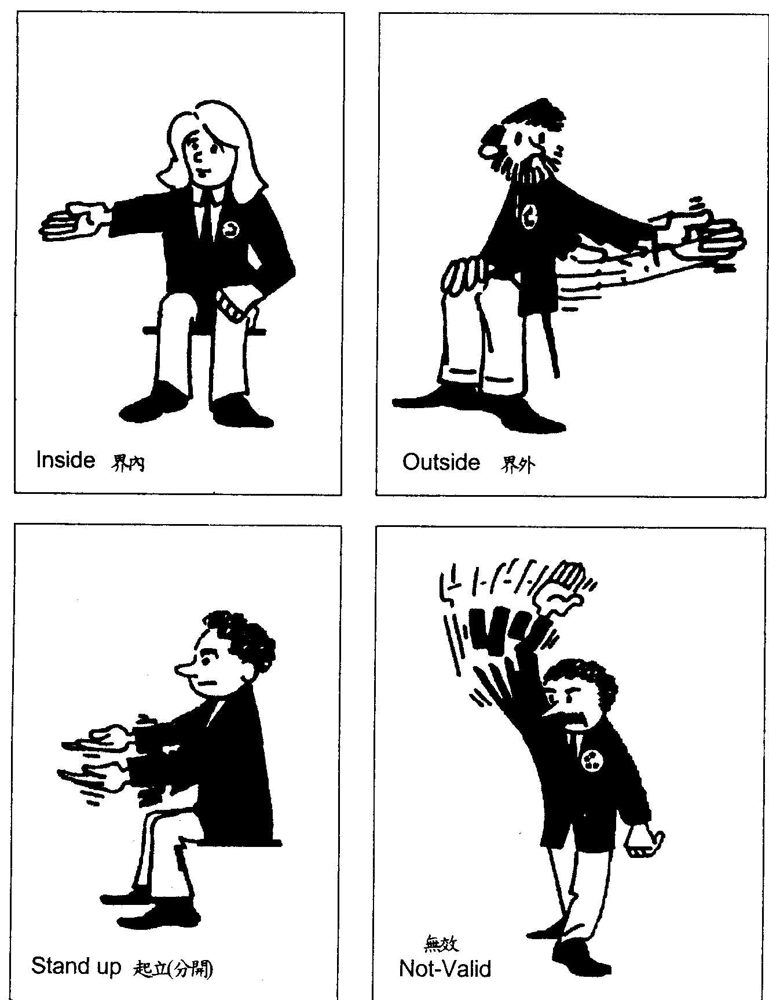 Inside 界內
Outside 界外
Stand up 起立(分開)
無效
Not-Valid